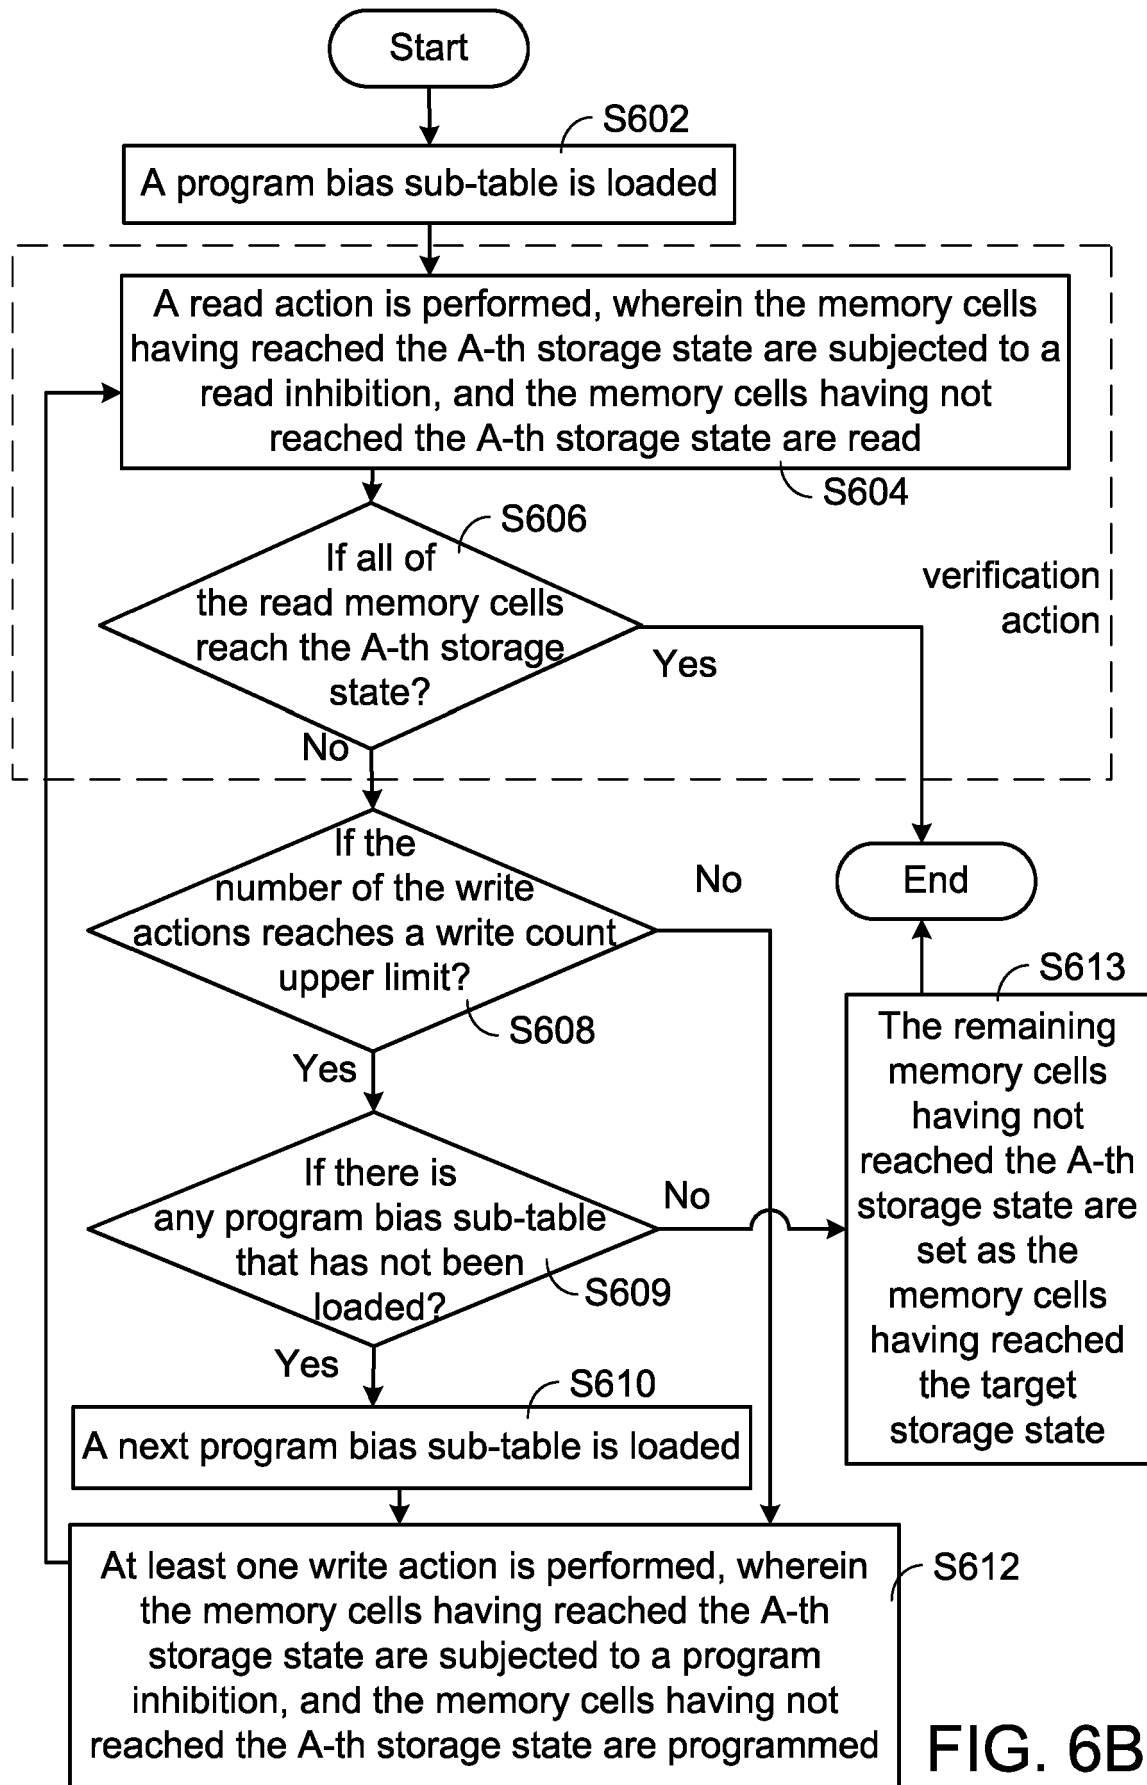 Start
S602
A program bias sub-table is loaded
A read action is performed, wherein the memory cells
having reached the A-th storage state are subjected to a
read inhibition, and the memory cells having not
reached the A-th storage state are read
S604
S606
If all of
the read memory cells
reach the A-th storage
state?
Yes
No
verification
action
If the
number of the write
actions reaches a write count
upper limit?
S608
No
Yes
End
S613
The remaining
memory cells
having not
reached the A-th
storage state are
set as the
memory cells
having reached
the target
storage state
If there is
any program bias sub-table
that has not been
loaded?
S609
No
Yes
S610
A next program bias sub-table is loaded
At least one write action is performed, wherein
the memory cells having reached the A-th
storage state are subjected to a program
inhibition, and the memory cells having not
reached the A-th storage state are programmed
S612
FIG. 6B